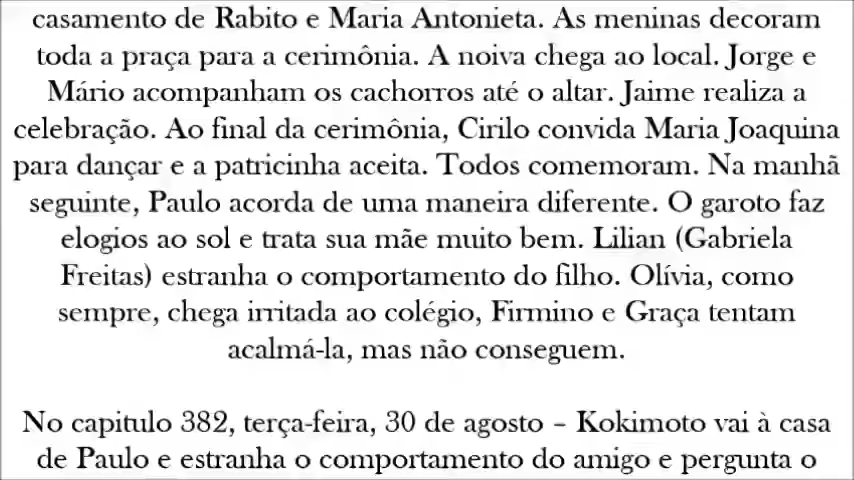 casamento de Rabito e Maria Antonieta. As meninas decoram
toda a praça para a cerimônia. A noiva chega ao local. Jorge e
Mário acompanham os cachorros até o altar. Jaime realiza a
celebração. Ao final da cerimônia, Cirilo convida Maria Joaquina
para dançar e a patricinha aceita. Todos comemoram. Na manhã
seguinte, Paulo acorda de uma maneira diferente. O garoto faz
elogios ao sol e trata sua mãe muito bem. Lilian (Gabriela
Freitas) estranha o comportamento do filho. Olívia, como
sempre, chega irritada ao colégio, Firmino e Graça tentam
acalmá-la, mas não conseguem.
No capitulo 382, terça-feira, 30 de agosto – Kokimoto vai à casa
de Paulo e estranha o comportamento do amigo e pergunta o